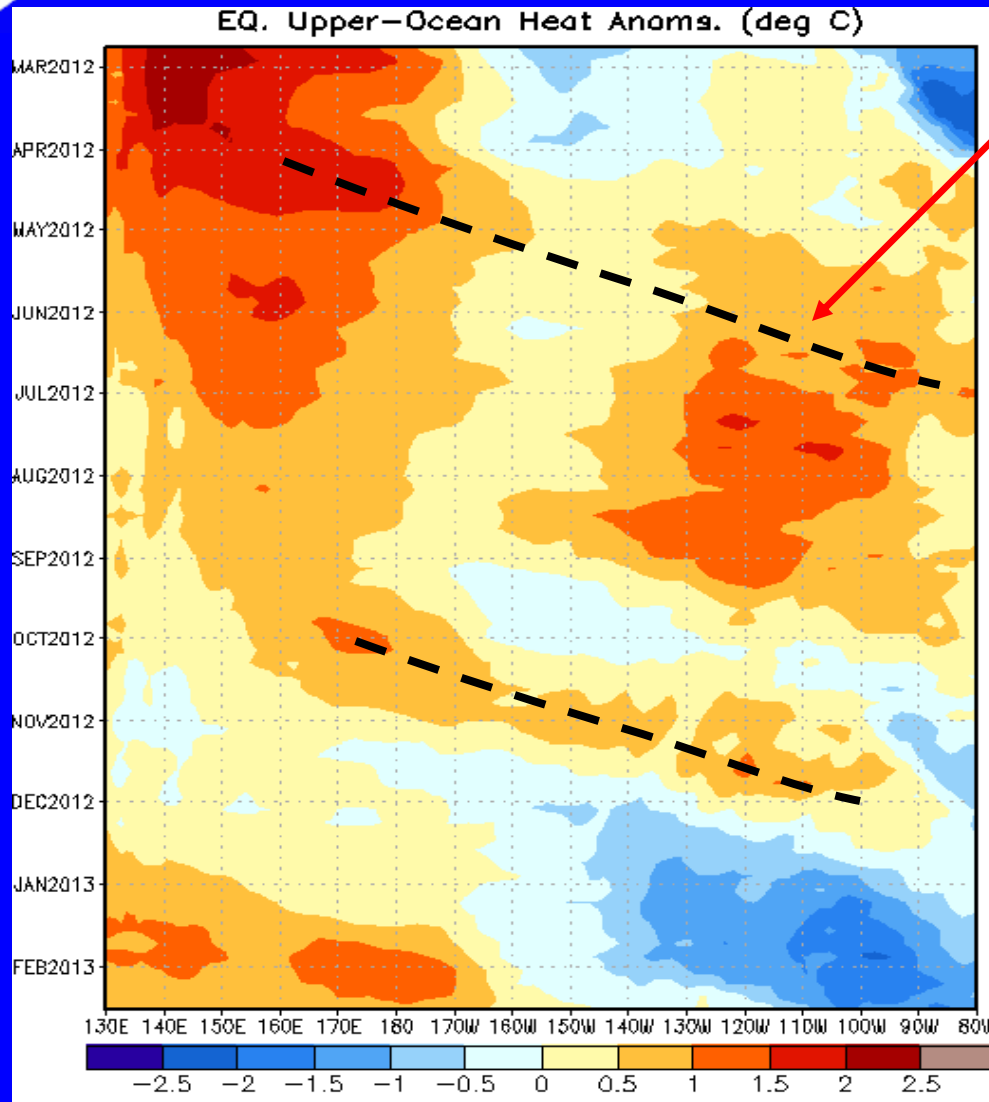 EQ. Upper-Ocean Heat Anoms. (deg C)
MAR2012
APR2012
MAY2012
JUN2012
JUL2012
AUG2012
SEP2012
OCT2012
NOV2012
DEC2012
JAN2013
FEB2013
130E 140E 150E 160E 170E 180 170W 160W 150W 140W 130W 120W 110W 100W 90W 80W
-2.5 -2 -1.5 -1 -0.5 0 0.5 1 1.5 2 2.5